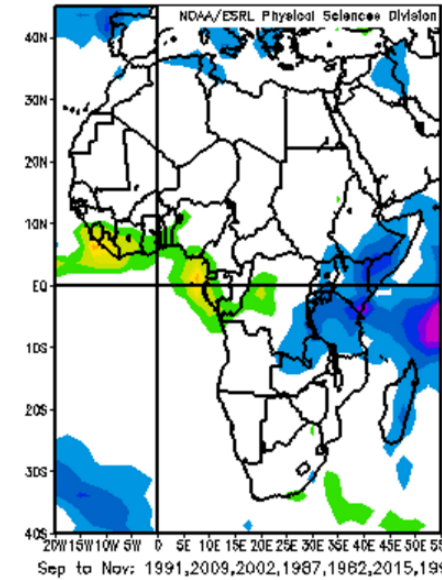 NOAA/ESRL Physical Sciences Division
40N
30N
20N
10N
EQ
10S
20S
30S
40S
20W 15W 10W 5W 0 5E 10E 15E 20E 25E 30E 35E 40E 45E 50E
Sep to Nov: 1991,2009,2002,1987,1982,2015,199